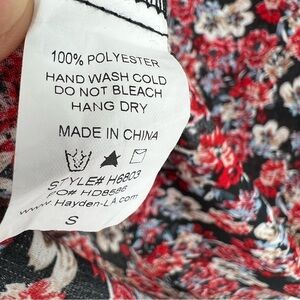 100% POLYESTER
HAND WASH COLD
DO NOT BLEACH
HANG DRY
MADE IN CHINA
STYLE# H6803
PO# HD8586
www.Hayden-LA.com
S